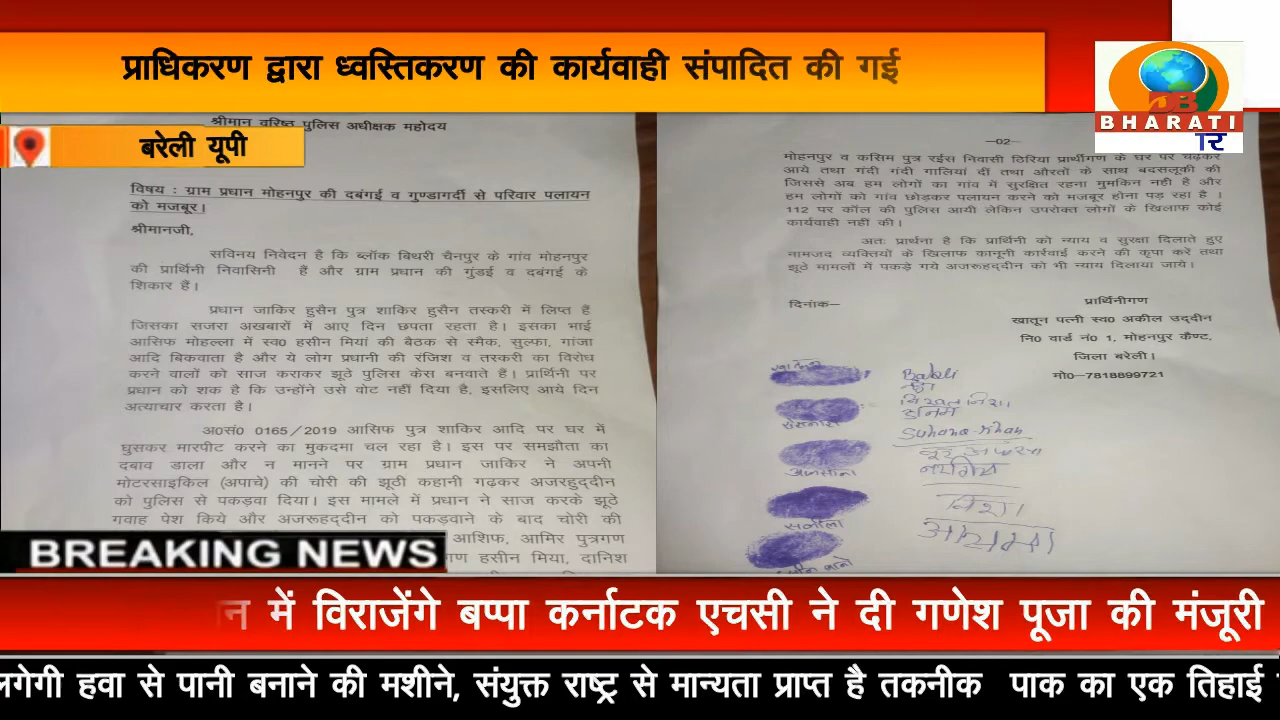 प्राधिकरण द्वारा ध्वस्तिकरण की कार्यवाही संपादित की गई
BHARATI
बरेली यूपी
श्रीमान वरिष्ठ पुलिस अधीक्षक महोदय
विषय : ग्राम प्रधान मोहनपुर की दबंगई व गुण्डागर्दी से परिवार पलायन
को मजबूर।
श्रीमानजी,
सविनय निवेदन है कि ब्लॉक बिथरी चैनपुर के गांव मोहनपुर
की प्रार्थिनी निवासिनी हैं और ग्राम प्रधान की गुंडई व दबंगई के
शिकार हैं।
प्रधान जाकिर हुसैन पुत्र शाकिर हुसैन तस्करी में लिप्त है
जिसका सजरा अखबारों में आए दिन छपता रहता है। इसका भाई
आसिफ मोहल्ला में स्व0 हसीन मियां की बैठक से स्मैक, सुल्फा, गांजा
आदि बिकवाता है और ये लोग प्रधानी की रंजिश व तस्करी का विरोध
करने वालों को साज कराकर झूठे पुलिस केस बनवाते हैं। प्रार्थिनी पर
प्रधान को शक है कि उन्होंने उसे वोट नहीं दिया है, इसलिए आये दिन
अत्याचार करता है।
अ0सं0 0165/2019 आसिफ पुत्र शाकिर आदि पर घर में
घुसकर मारपीट करने का मुकदमा चल रहा है। इस पर समझौता का
दबाव डाला और न मानने पर ग्राम प्रधान जाकिर ने अपनी
मोटरसाइकिल (अपाचे) की चोरी की झूठी कहानी गढ़कर अजरहुद्दीन
को पुलिस से पकड़वा दिया। इस मामले में प्रधान ने साज करके झूठे
गवाह पेश किये और अजरूहद्दीन को पकड़वाने के बाद चोरी की
आशिफ, आमिर पुत्रगण
गण हसीन मिया, दानिश
—02—
मोहनपुर व कसिम पुत्र रईस निवासी ठिरिया प्रार्थीगण के घर पर चढ़कर
आये तथा गंदी गंदी गालियां दीं तथा औरतों के साथ बदसलूकी की
जिससे अब हम लोगों का गांव में सुरक्षित रहना नुमकिन नही है और
हम लोगों को गांव छोड़कर पलायन करने को मजबूर होना पड़ रहा है ।
112 पर कॉल की पुलिस आयी लेकिन उपरोक्त लोगों के खिलाफ कोई
कार्यवाही नहीं की।
अतः प्रार्थना है कि प्रार्थिनी को न्याय व सुरक्षा दिलाते हुए
नामजद व्यक्तियों के खिलाफ कानूनी कार्रवाई करने की कृपा करें तथा
झूठे मामलों में पकड़े गये अजरूहद्दीन को भी न्याय दिलाया जाये।
दिनांक—
प्रार्थिनीगण
खातून पत्नी स्व0 अकील उद्दीन
नि0 वार्ड नं0 1, मोहनपुर कैण्ट,
जिला बरेली।
मो0—7818899721
Suhana Khan
निशा
BREAKING NEWS
न में विराजेंगे बप्पा कर्नाटक एचसी ने दी गणेश पूजा की मंजूरी
लगेगी हवा से पानी बनाने की मशीने, संयुक्त राष्ट्र से मान्यता प्राप्त है तकनीक पाक का एक तिहाई